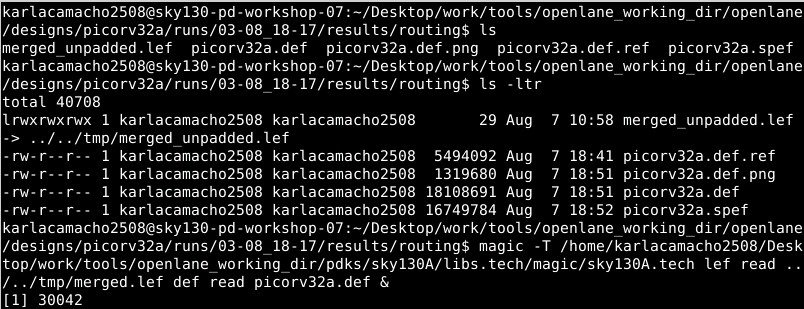 karlacamacho2508@sky130-pd-workshop-07:~/Desktop/work/tools/openlane_working_dir/openlane
/designs/picorv32a/runs/03-08_18-17/results/routing$ ls
merged_unpadded.lef  picorv32a.def  picorv32a.def.png  picorv32a.def.ref  picorv32a.spef
karlacamacho2508@sky130-pd-workshop-07:~/Desktop/work/tools/openlane_working_dir/openlane
/designs/picorv32a/runs/03-08_18-17/results/routing$ ls -ltr
total 40708
lrwxrwxrwx 1 karlacamacho2508 karlacamacho2508       29 Aug  7 10:58 merged_unpadded.lef
-> ../../tmp/merged_unpadded.lef
-rw-r--r-- 1 karlacamacho2508 karlacamacho2508  5494092 Aug  7 18:41 picorv32a.def.ref
-rw-r--r-- 1 karlacamacho2508 karlacamacho2508  1319680 Aug  7 18:51 picorv32a.def.png
-rw-r--r-- 1 karlacamacho2508 karlacamacho2508 18108691 Aug  7 18:51 picorv32a.def
-rw-r--r-- 1 karlacamacho2508 karlacamacho2508 16749784 Aug  7 18:52 picorv32a.spef
karlacamacho2508@sky130-pd-workshop-07:~/Desktop/work/tools/openlane_working_dir/openlane
/designs/picorv32a/runs/03-08_18-17/results/routing$ magic -T /home/karlacamacho2508/Desk
top/work/tools/openlane_working_dir/pdks/sky130A/libs.tech/magic/sky130A.tech lef read ..
/../tmp/merged.lef def read picorv32a.def &
[1] 30042